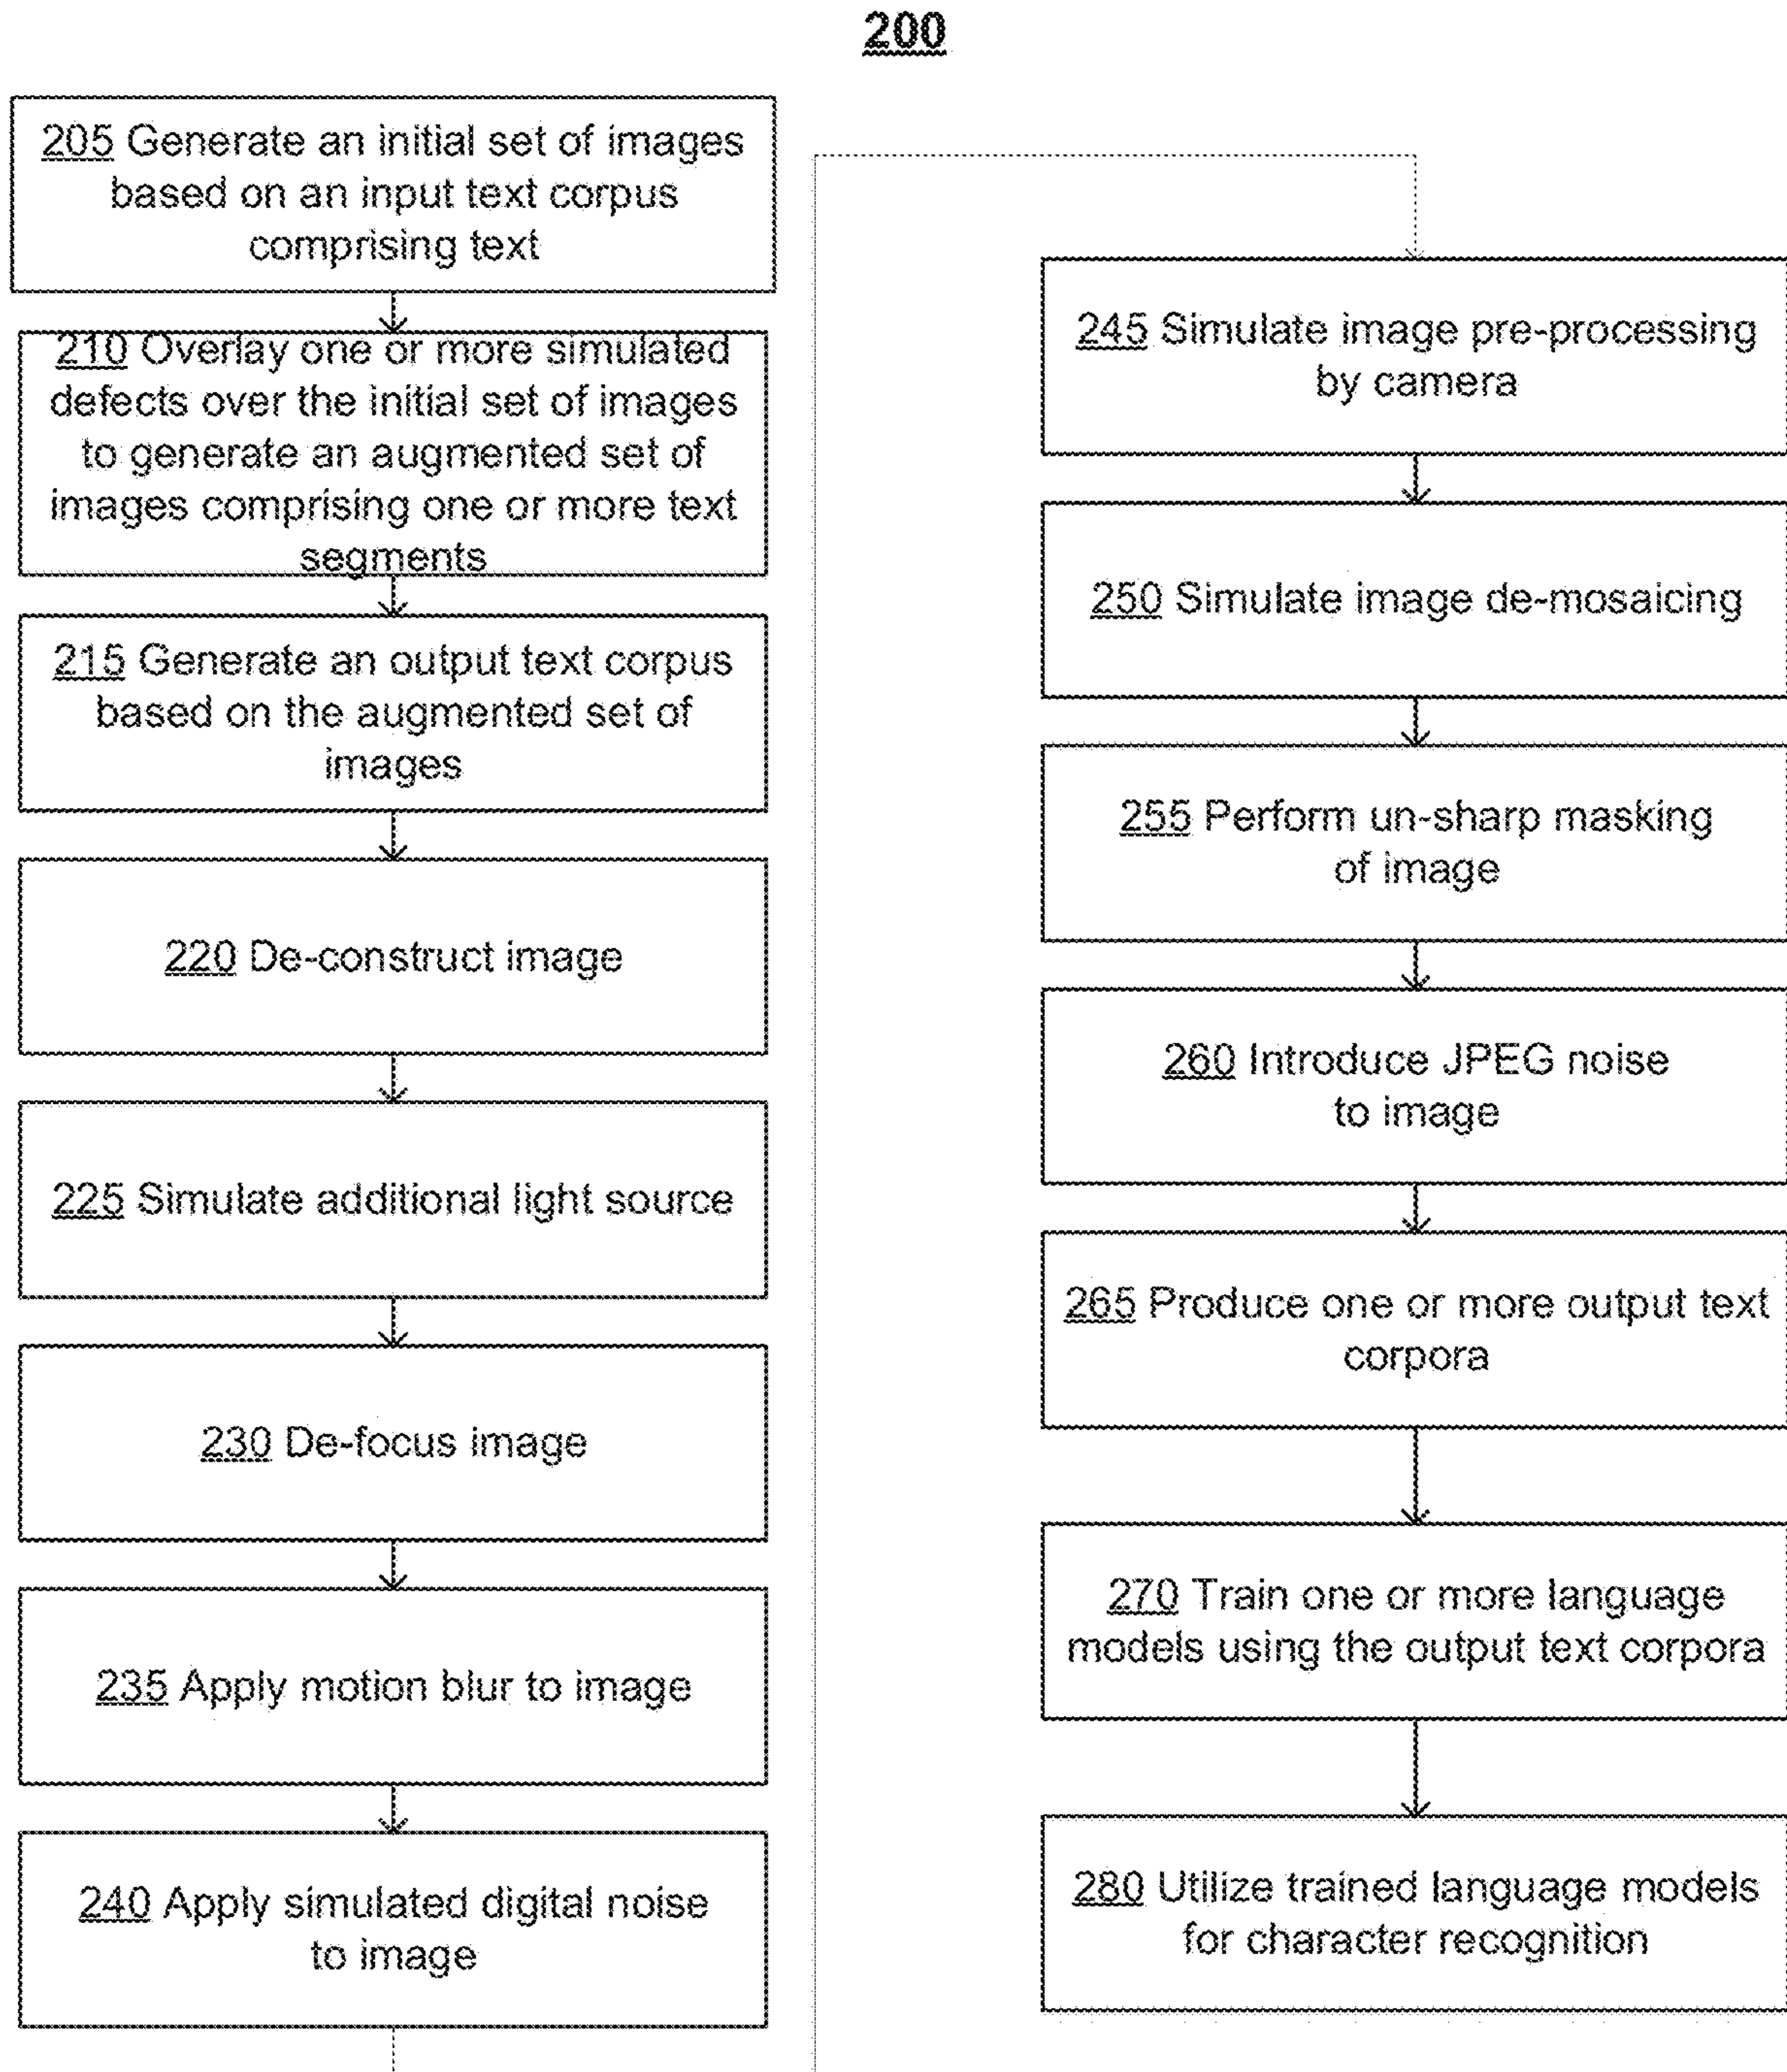 200
205 Generate an initial set of images
based on an input text corpus
comprising text
210 Overlay one or more simulated
defects over the initial set of images
to generate an augmented set of
images comprising one or more text
segments
215 Generate an output text corpus
based on the augmented set of
images
220 De-construct image
225 Simulate additional light source
230 De-focus image
235 Apply motion blur to image
240 Apply simulated digital noise
to image
245 Simulate image pre-processing
by camera
250 Simulate image de-mosaicing
255 Perform un-sharp masking
of image
260 Introduce JPEG noise
to image
265 Produce one or more output text
corpora
270 Train one or more language
models using the output text corpora
280 Utilize trained language models
for character recognition